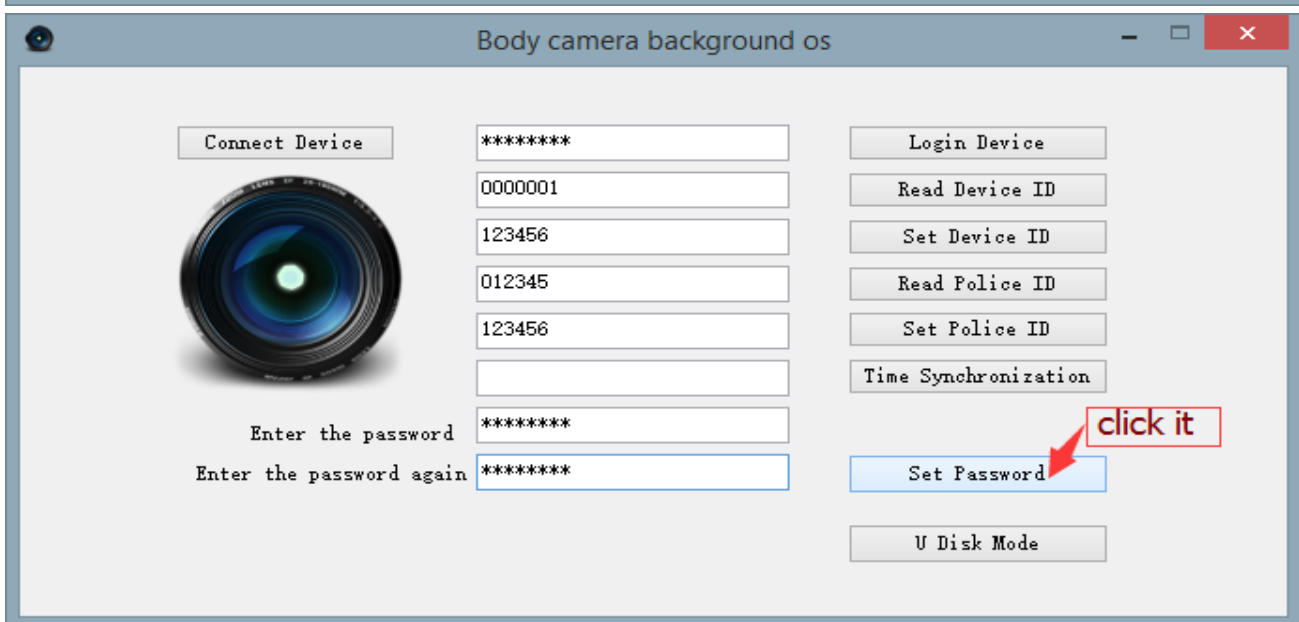 Body camera background os
Connect Device ******** Login Device
0000001 Read Device ID
123456 Set Device ID
012345 Read Police ID
123456 Set Police ID
Time Synchronization
click it
Enter the password ********
Enter the password again ******** Set Password
U Disk Mode